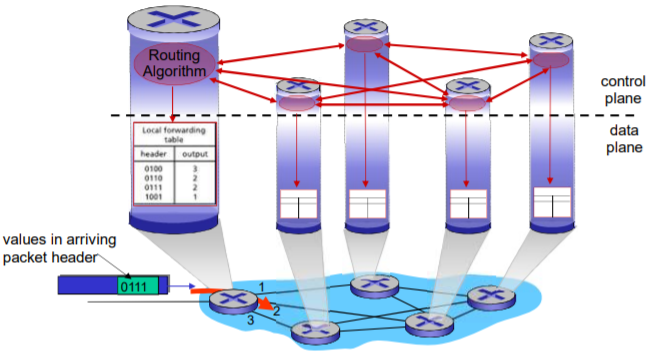 Routing
Algorithm
control
plane
data
plane
Local forwarding
table
header output
0100 3
0110 2
0111 2
1001 1
values in arriving
packet header
0111
1
2
3